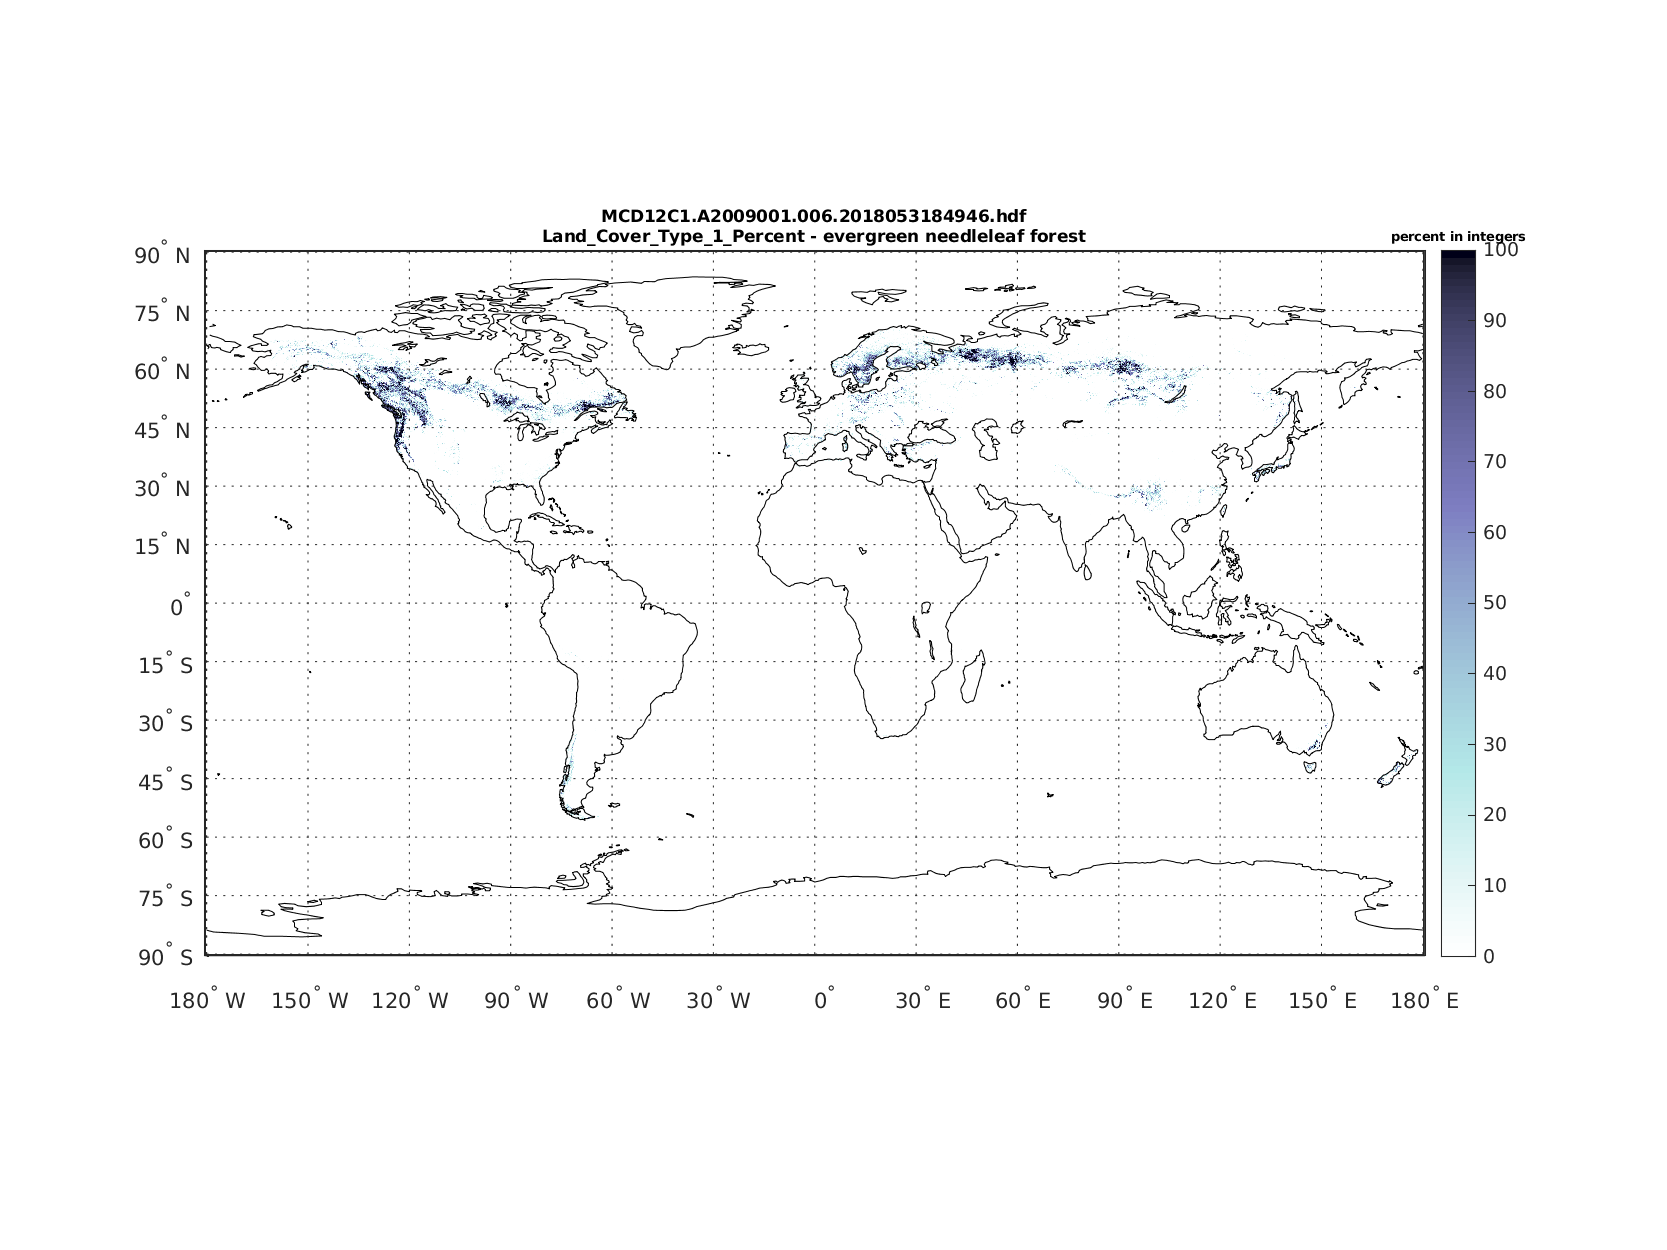 MCD12C1.A2009001.006.2018053184946.hdf
Land_Cover_Type_1_Percent - evergreen needleleaf forest
percent in integers
90° N
75° N
60° N
45° N
30° N
15° N
0°
15° S
30° S
45° S
60° S
75° S
90° S
180° W 150° W 120° W 90° W 60° W 30° W 0° 30° E 60° E 90° E 120° E 150° E 180° E
100
90
80
70
60
50
40
30
20
10
0